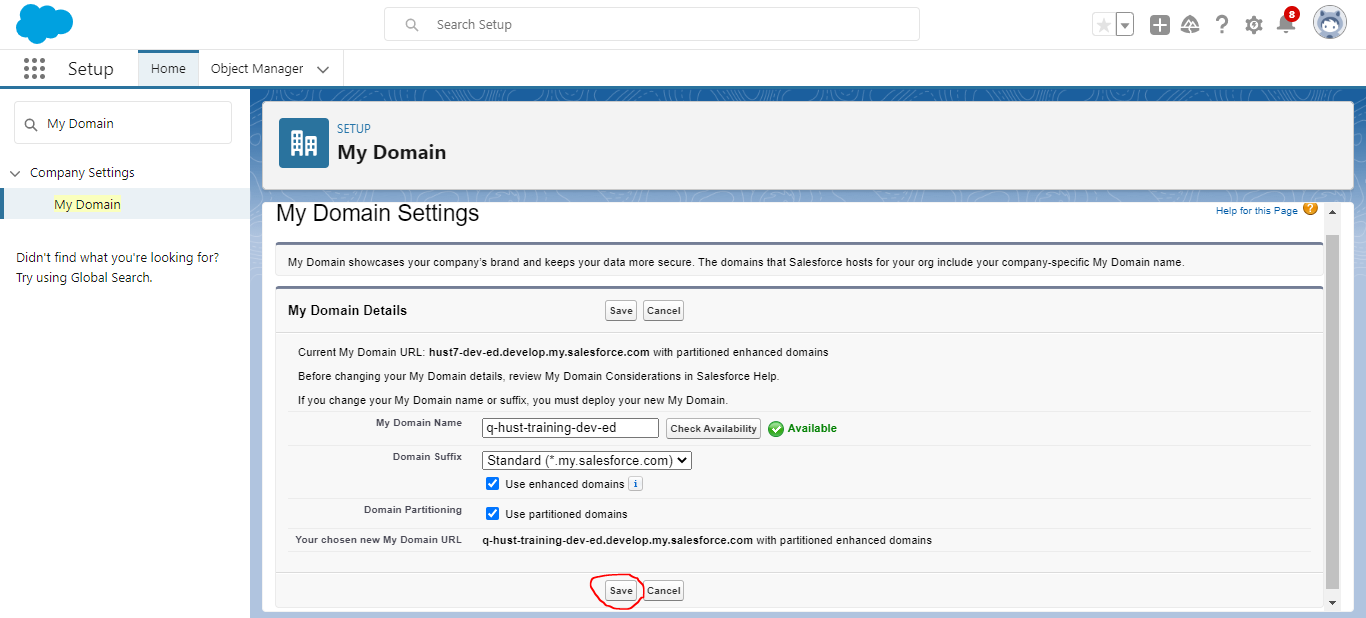 Search Setup
8
Setup
Home
Object Manager
My Domain
Company Settings
My Domain
Didn't find what you're looking for?
Try using Global Search.
SETUP
My Domain
My Domain Settings
Help for this Page ?
My Domain showcases your company's brand and keeps your data more secure. The domains that Salesforce hosts for your org include your company-specific My Domain name.
My Domain Details Save Cancel
Current My Domain URL: hust7-dev-ed.develop.my.salesforce.com with partitioned enhanced domains
Before changing your My Domain details, review My Domain Considerations in Salesforce Help.
If you change your My Domain name or suffix, you must deploy your new My Domain.
My Domain Name q-hust-training-dev-ed Check Availability Available
Domain Suffix Standard (*.my.salesforce.com)
Use enhanced domains i
Domain Partitioning Use partitioned domains
Your chosen new My Domain URL q-hust-training-dev-ed.develop.my.salesforce.com with partitioned enhanced domains
Save Cancel